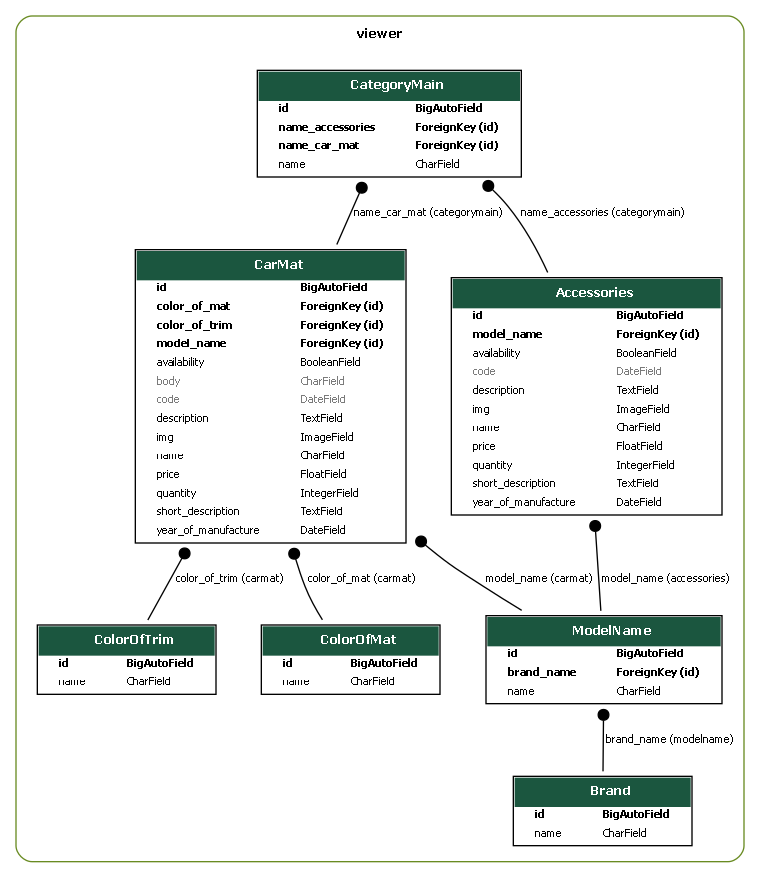 viewer
CategoryMain
id BigAutoField
name_accessories ForeignKey (id)
name_car_mat ForeignKey (id)
name CharField
name_car_mat (categorymain)
name_accessories (categorymain)
CarMat
id BigAutoField
color_of_mat ForeignKey (id)
color_of_trim ForeignKey (id)
model_name ForeignKey (id)
availability BooleanField
body CharField
code DateField
description TextField
img ImageField
name CharField
price FloatField
quantity IntegerField
short_description TextField
year_of_manufacture DateField
Accessories
id BigAutoField
model_name ForeignKey (id)
availability BooleanField
code DateField
description TextField
img ImageField
name CharField
price FloatField
quantity IntegerField
short_description TextField
year_of_manufacture DateField
color_of_trim (carmat)
color_of_mat (carmat)
model_name (carmat)
model_name (accessories)
ColorOfTrim
id BigAutoField
name CharField
ColorOfMat
id BigAutoField
name CharField
ModelName
id BigAutoField
brand_name ForeignKey (id)
name CharField
brand_name (modelname)
Brand
id BigAutoField
name CharField